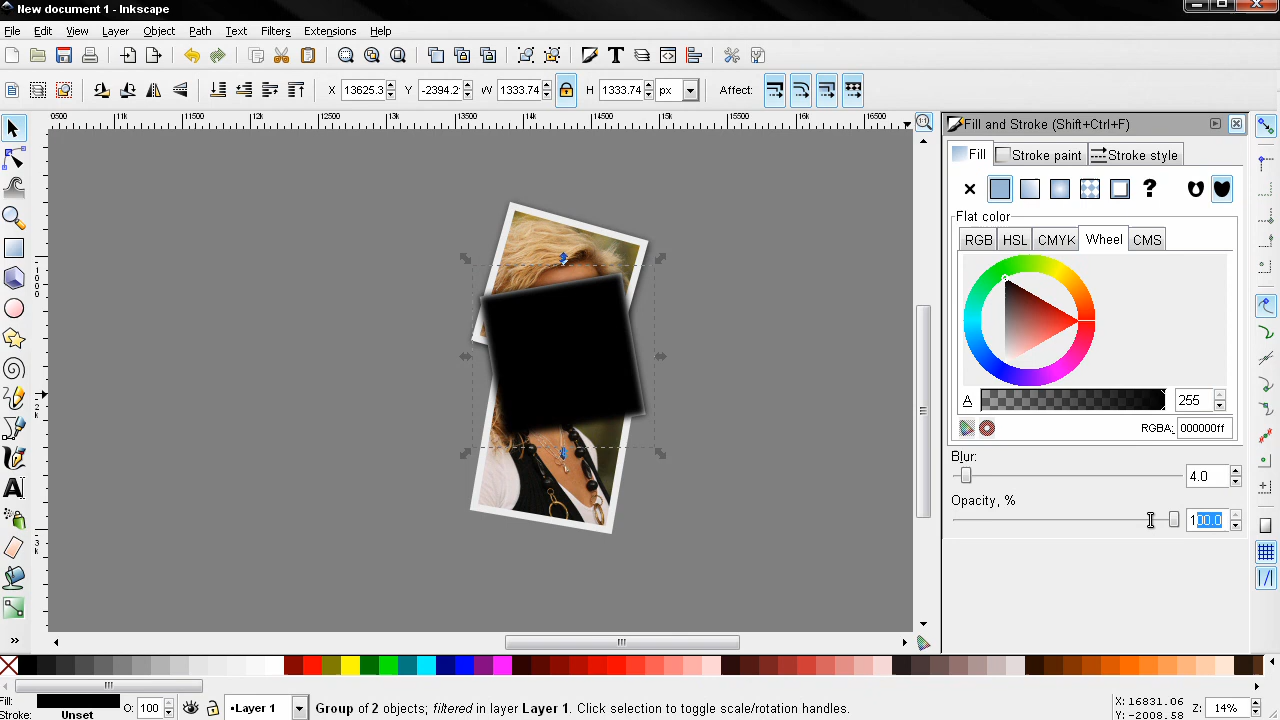 New document 1 - Inkscape
File Edit View Layer Object Path Text Filters Extensions Help
X 13625.3 Y -2394.2 W 1333.74 H 1333.74 px Affect:
Fill and Stroke (Shift+Ctrl+F)
Fill Stroke paint Stroke style
?
Flat color
RGB HSL CMYK Wheel CMS
A 255
RGBA: 000000ff
Blur:
4.0
Opacity, %
100.0
Fill:
Stroke: Unset
O: 100
•Layer 1
Group of 2 objects; filtered in layer Layer 1. Click selection to toggle scale/rotation handles.
X: 16831.06
Y: -2008.52
Z: 14%